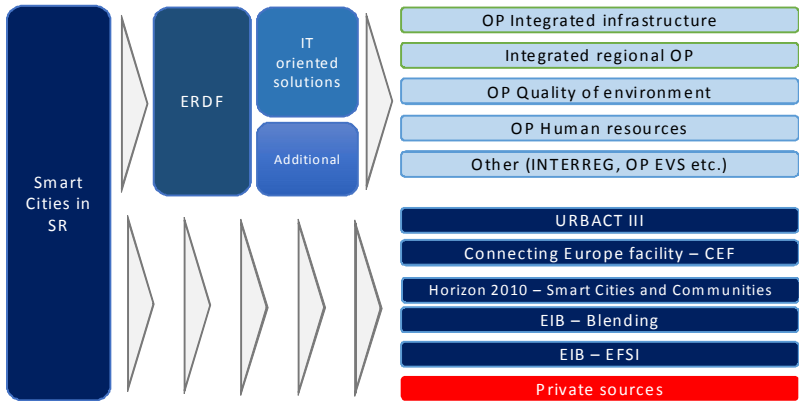 Smart
Cities in
SR
ERDF
IT
oriented
solutions
Additional
OP Integrated infrastructure
Integrated regional OP
OP Quality of environment
OP Human resources
Other (INTERREG, OP EVS etc.)
URBACT III
Connecting Europe facility – CEF
Horizon 2010 – Smart Cities and Communities
EIB – Blending
EIB – EFSI
Private sources